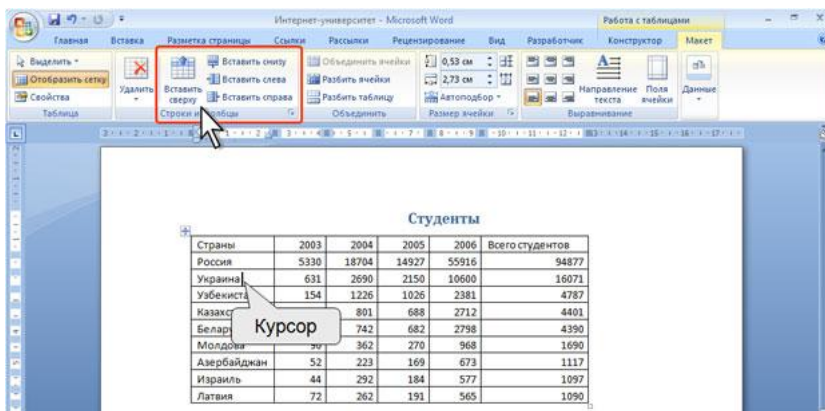 Интернет-университет - Microsoft Word
Работа с таблицами
Главная Вставка Разметка страницы Ссылки Рассылки Рецензирование Вид Разработчик Конструктор Макет
Выделить
Отобразить сетку
Свойства
Таблица
Удалить
Вставить сверху
Вставить снизу
Вставить слева
Вставить справа
Строки и столбцы
Объединить ячейки
Разбить ячейки
Разбить таблицу
Объединить
0,53 см
2,73 см
Автоподбор
Размер ячейки
Направление текста
Поля ячейки
Выравнивание
Данные
Студенты
Страны 2003 2004 2005 2006 Всего студентов
Россия 5330 18704 14927 55916 94877
Украина 631 2690 2150 10600 16071
Узбекиста 154 1226 1026 2381 4787
Казахс 801 688 2712 4401
Белару 742 682 2798 4390
Молдова 90 362 270 968 1690
Азербайджан 52 223 169 673 1117
Израиль 44 292 184 577 1097
Латвия 72 262 191 565 1090
Курсор